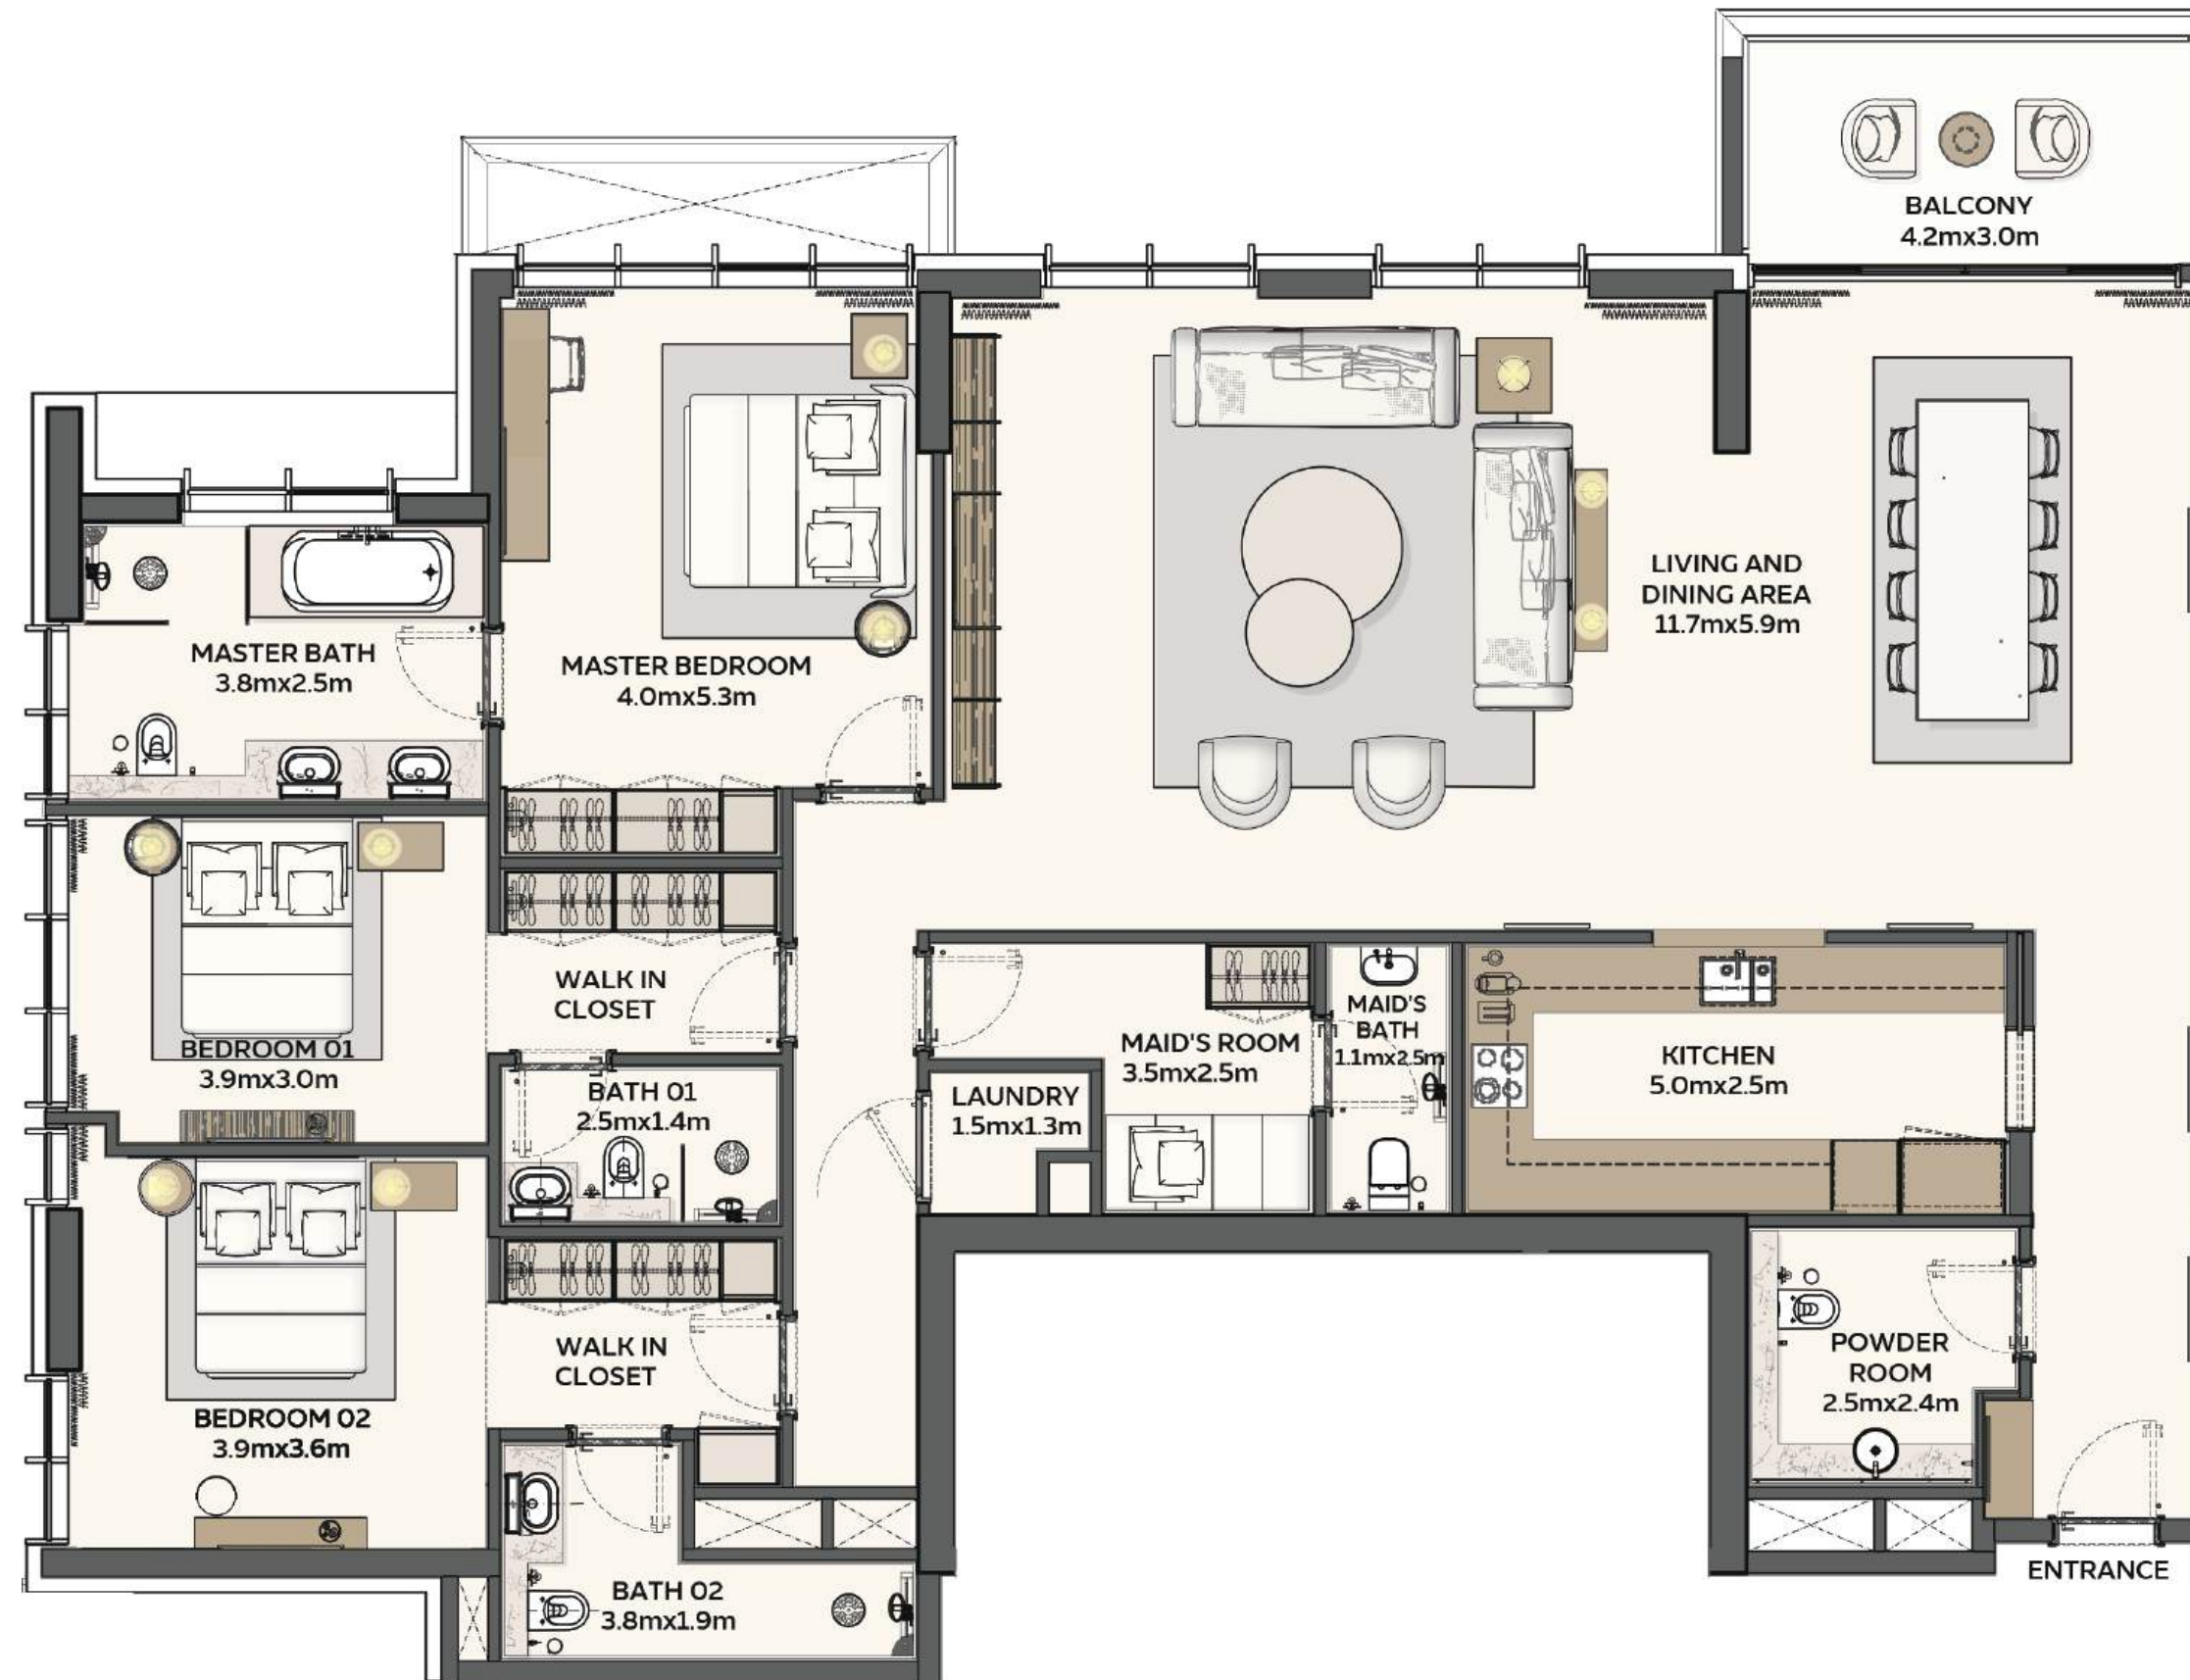 BALCONY
4.2mx3.0m
LIVING AND
DINING AREA
11.7mx5.9m
MASTER BATH
3.8mx2.5m
MASTER BEDROOM
4.0mx5.3m
WALK IN
CLOSET
BEDROOM 01
3.9mx3.0m
BATH 01
2.5mx1.4m
LAUNDRY
1.5mx1.3m
MAID'S ROOM
3.5mx2.5m
MAID'S
BATH
1.1mx2.5m
KITCHEN
5.0mx2.5m
WALK IN
CLOSET
BEDROOM 02
3.9mx3.6m
POWDER
ROOM
2.5mx2.4m
BATH 02
3.8mx1.9m
ENTRANCE